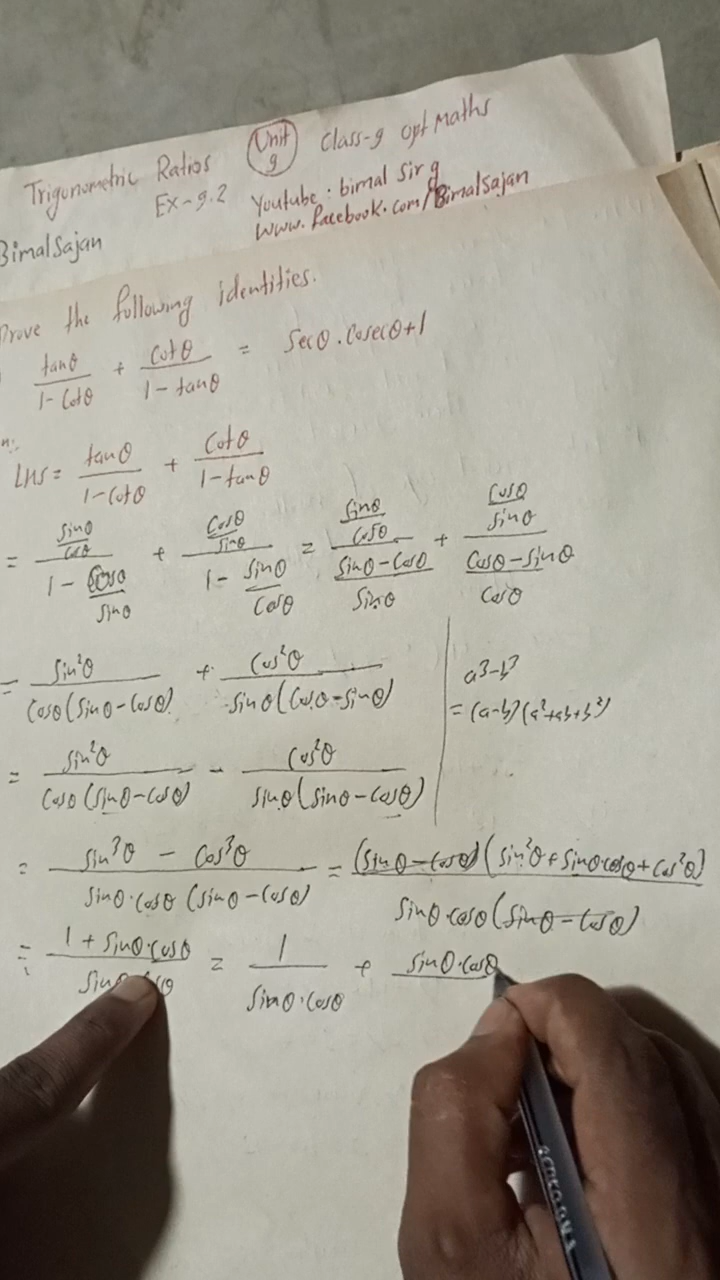 Trigonometric Ratios Unit 9 Class-9 opt Maths
Ex-9.2 Youtube. bimal Sir g
BimalSajan www.facebook.com/BimalSajan
Prove the following identities.
tanθ/(1-Cotθ) + Cotθ/(1-tanθ) = Secθ.Cosecθ+1
LHS = tanθ/(1-Cotθ) + Cotθ/(1-tanθ)
= (Sinθ/Cosθ)/(1-Cosθ/Sinθ) + (Cosθ/Sinθ)/(1-Sinθ/Cosθ) = (Sinθ/Cosθ)/((Sinθ-Cosθ)/Sinθ) + (Cosθ/Sinθ)/((Cosθ-Sinθ)/Cosθ)
= Sin²θ/(Cosθ(Sinθ-Cosθ)) + Cos²θ/(Sinθ(Cosθ-Sinθ))
a³-b³
= (a-b)(a²+ab+b²)
= Sin²θ/(Cosθ(Sinθ-Cosθ)) - Cos²θ/(Sinθ(Sinθ-Cosθ))
= (Sin³θ - Cos³θ)/(Sinθ.Cosθ(Sinθ-Cosθ)) = (Sinθ-Cosθ)(Sin²θ+Sinθ.Cosθ+Cos²θ)/(Sinθ.Cosθ(Sinθ-Cosθ))
= (1+Sinθ.Cosθ)/ = 1/(Sinθ.Cosθ) + Sinθ.Cosθ